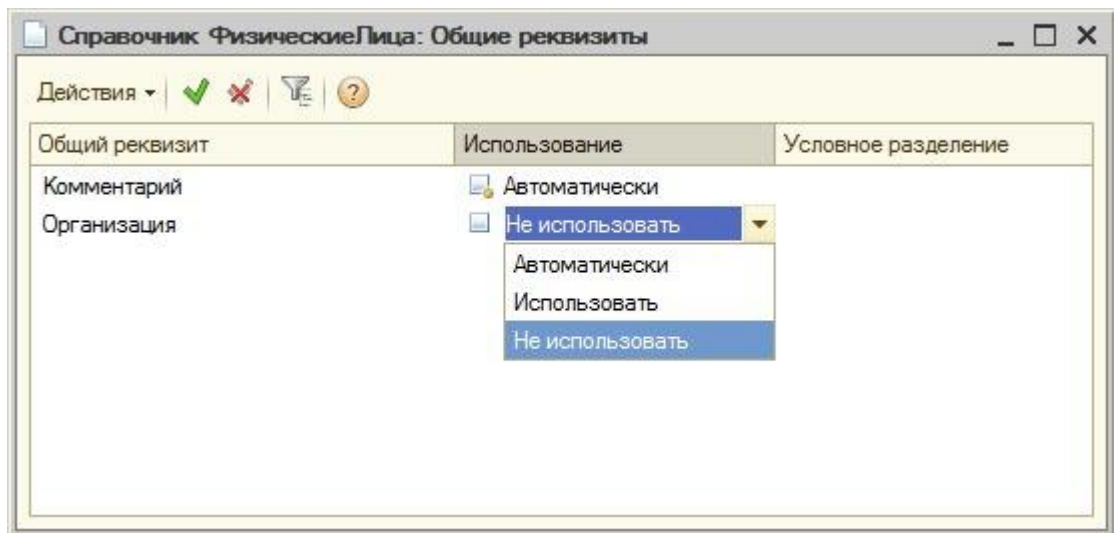 Справочник ФизическиеЛица: Общие реквизиты
Действия
Общий реквизит Использование Условное разделение
Комментарий Автоматически
Организация Не использовать
Автоматически
Использовать
Не использовать